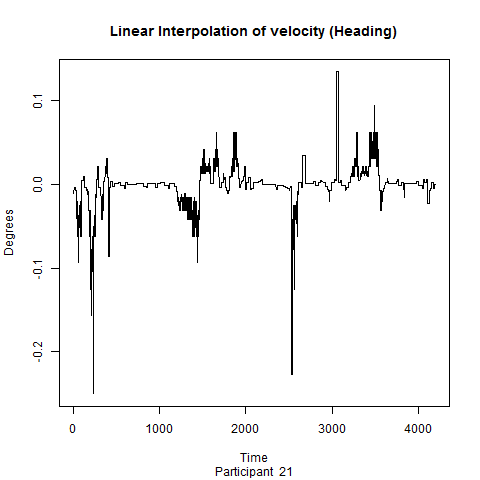 Linear Interpolation of velocity (Heading)
0.1
0.0
-0.1
-0.2
Degrees
0 1000 2000 3000 4000
Time
Participant 21